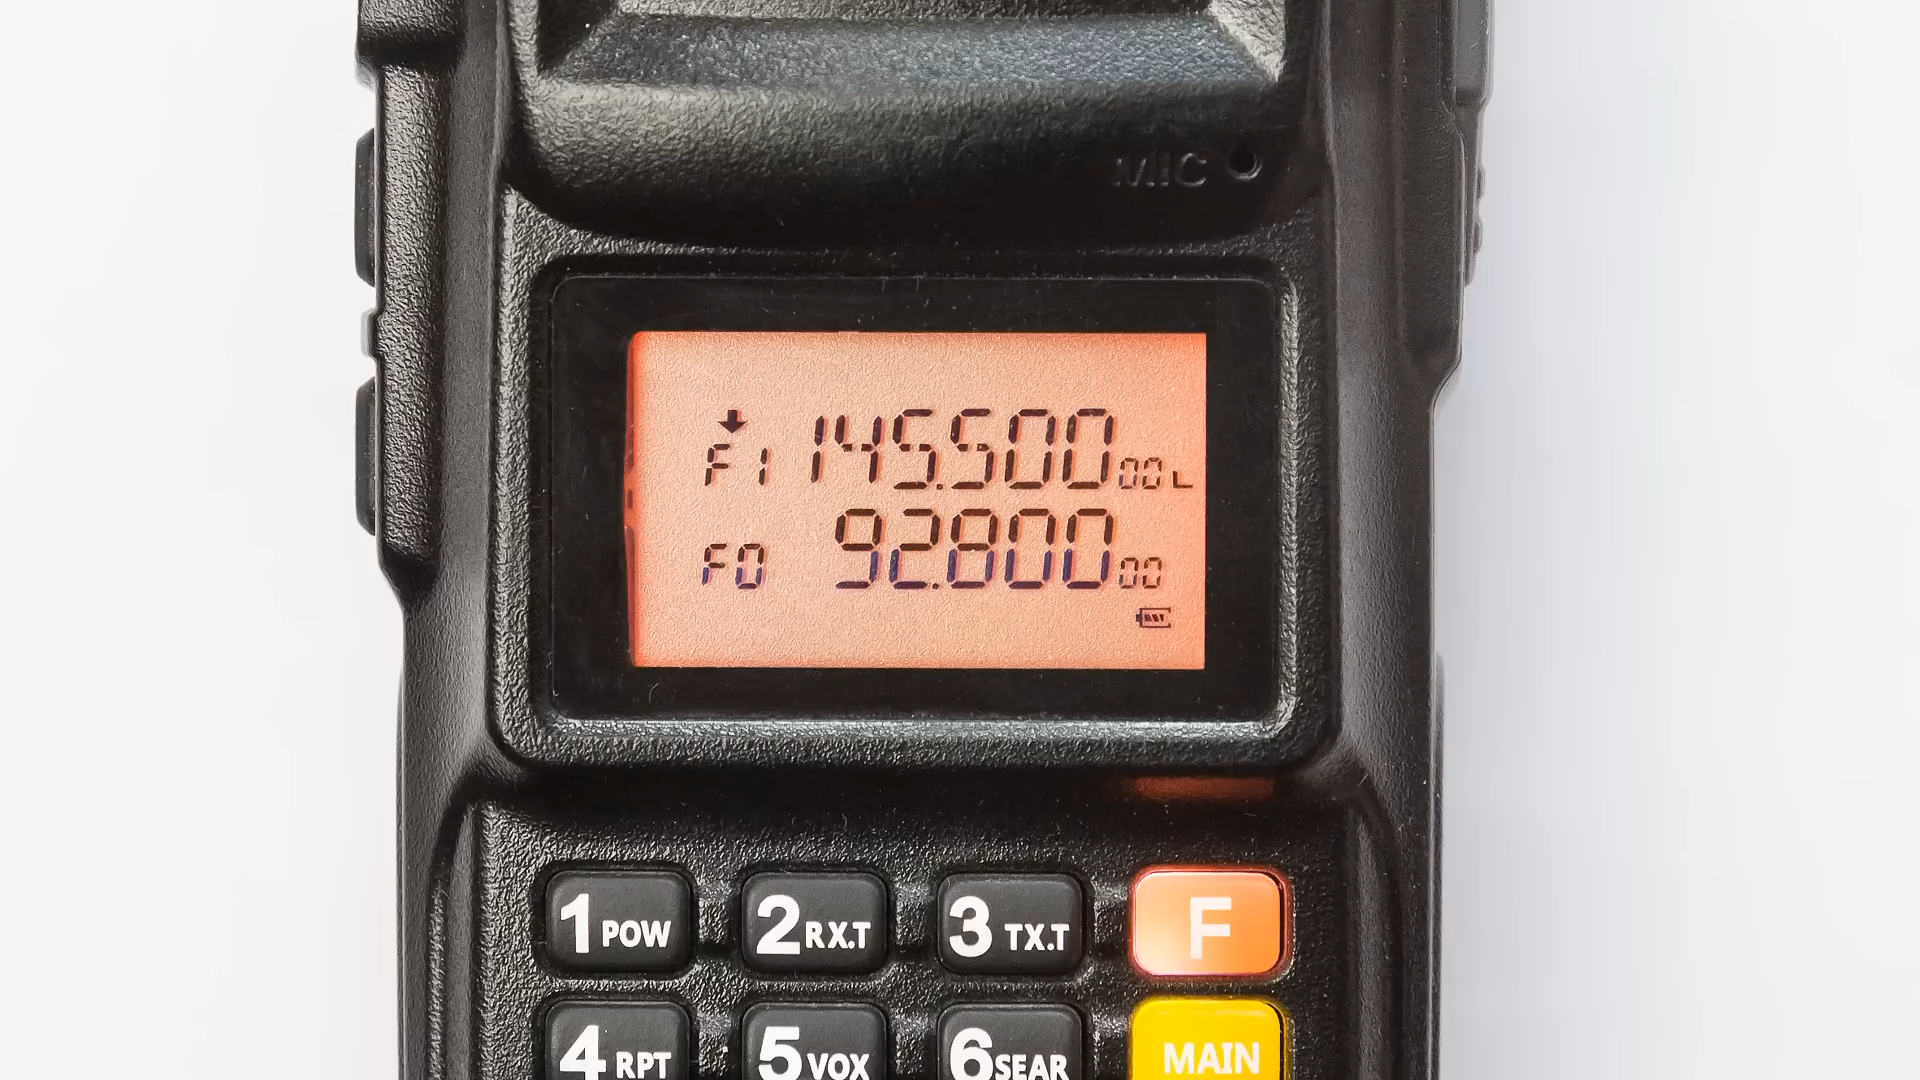 MIC
F1 145.500 00 L
F0 92.800 00
1 POW 2 RX.T 3 TX.T F
4 RPT 5 VOX 6 SEAR MAIN